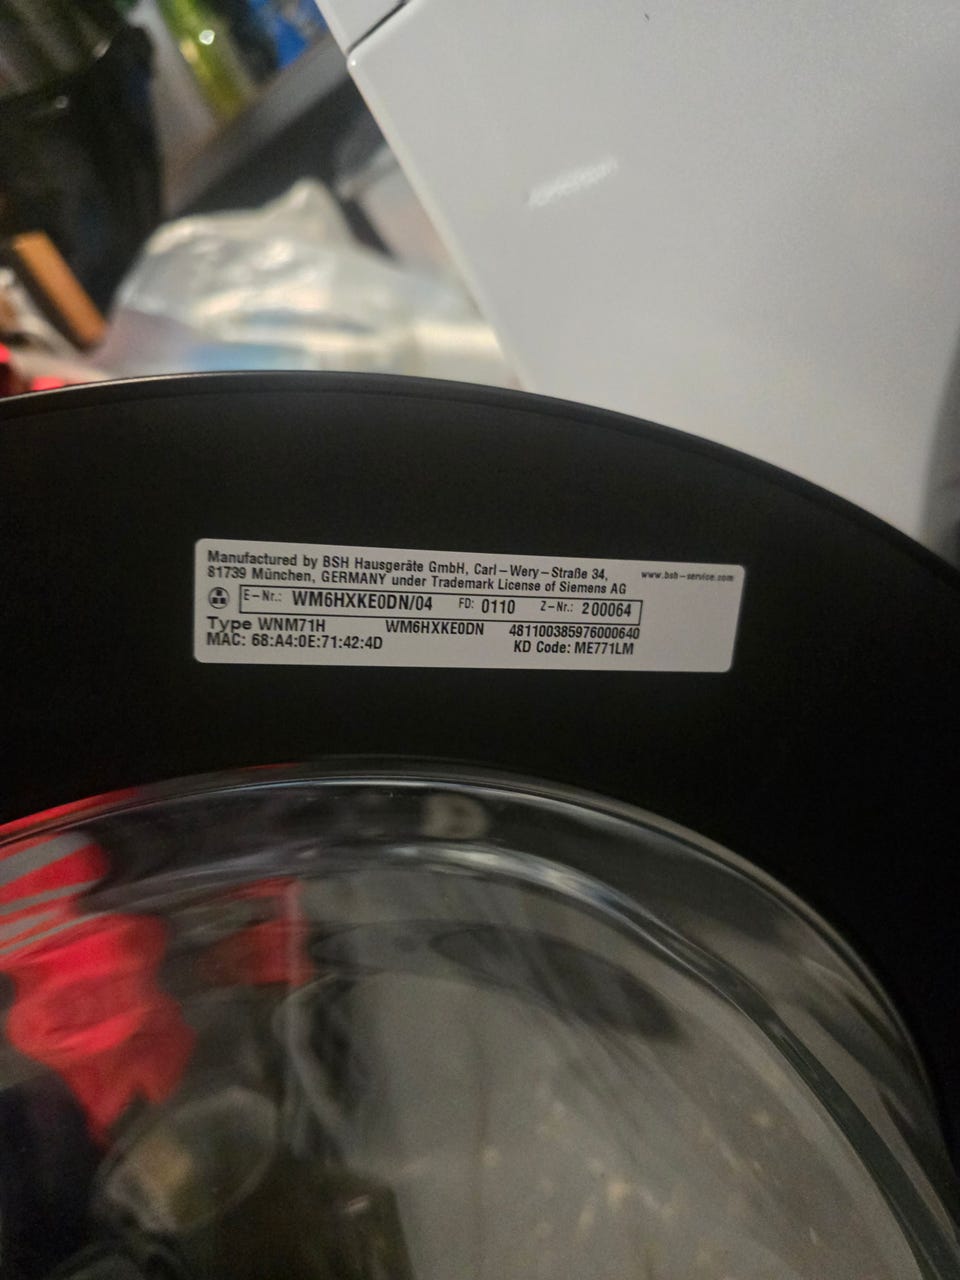 Manufactured by BSH Hausgeräte GmbH, Carl-Wery-Straße 34,
81739 München, GERMANY under Trademark License of Siemens AG
www.bsh-service.com
E-Nr.: WM6HXKE0DN/04 FD: 0110 Z-Nr.: 200064
Type WNM71H WM6HXKE0DN 481100385976000640
MAC: 68:A4:0E:71:42:4D KD Code: ME771LM